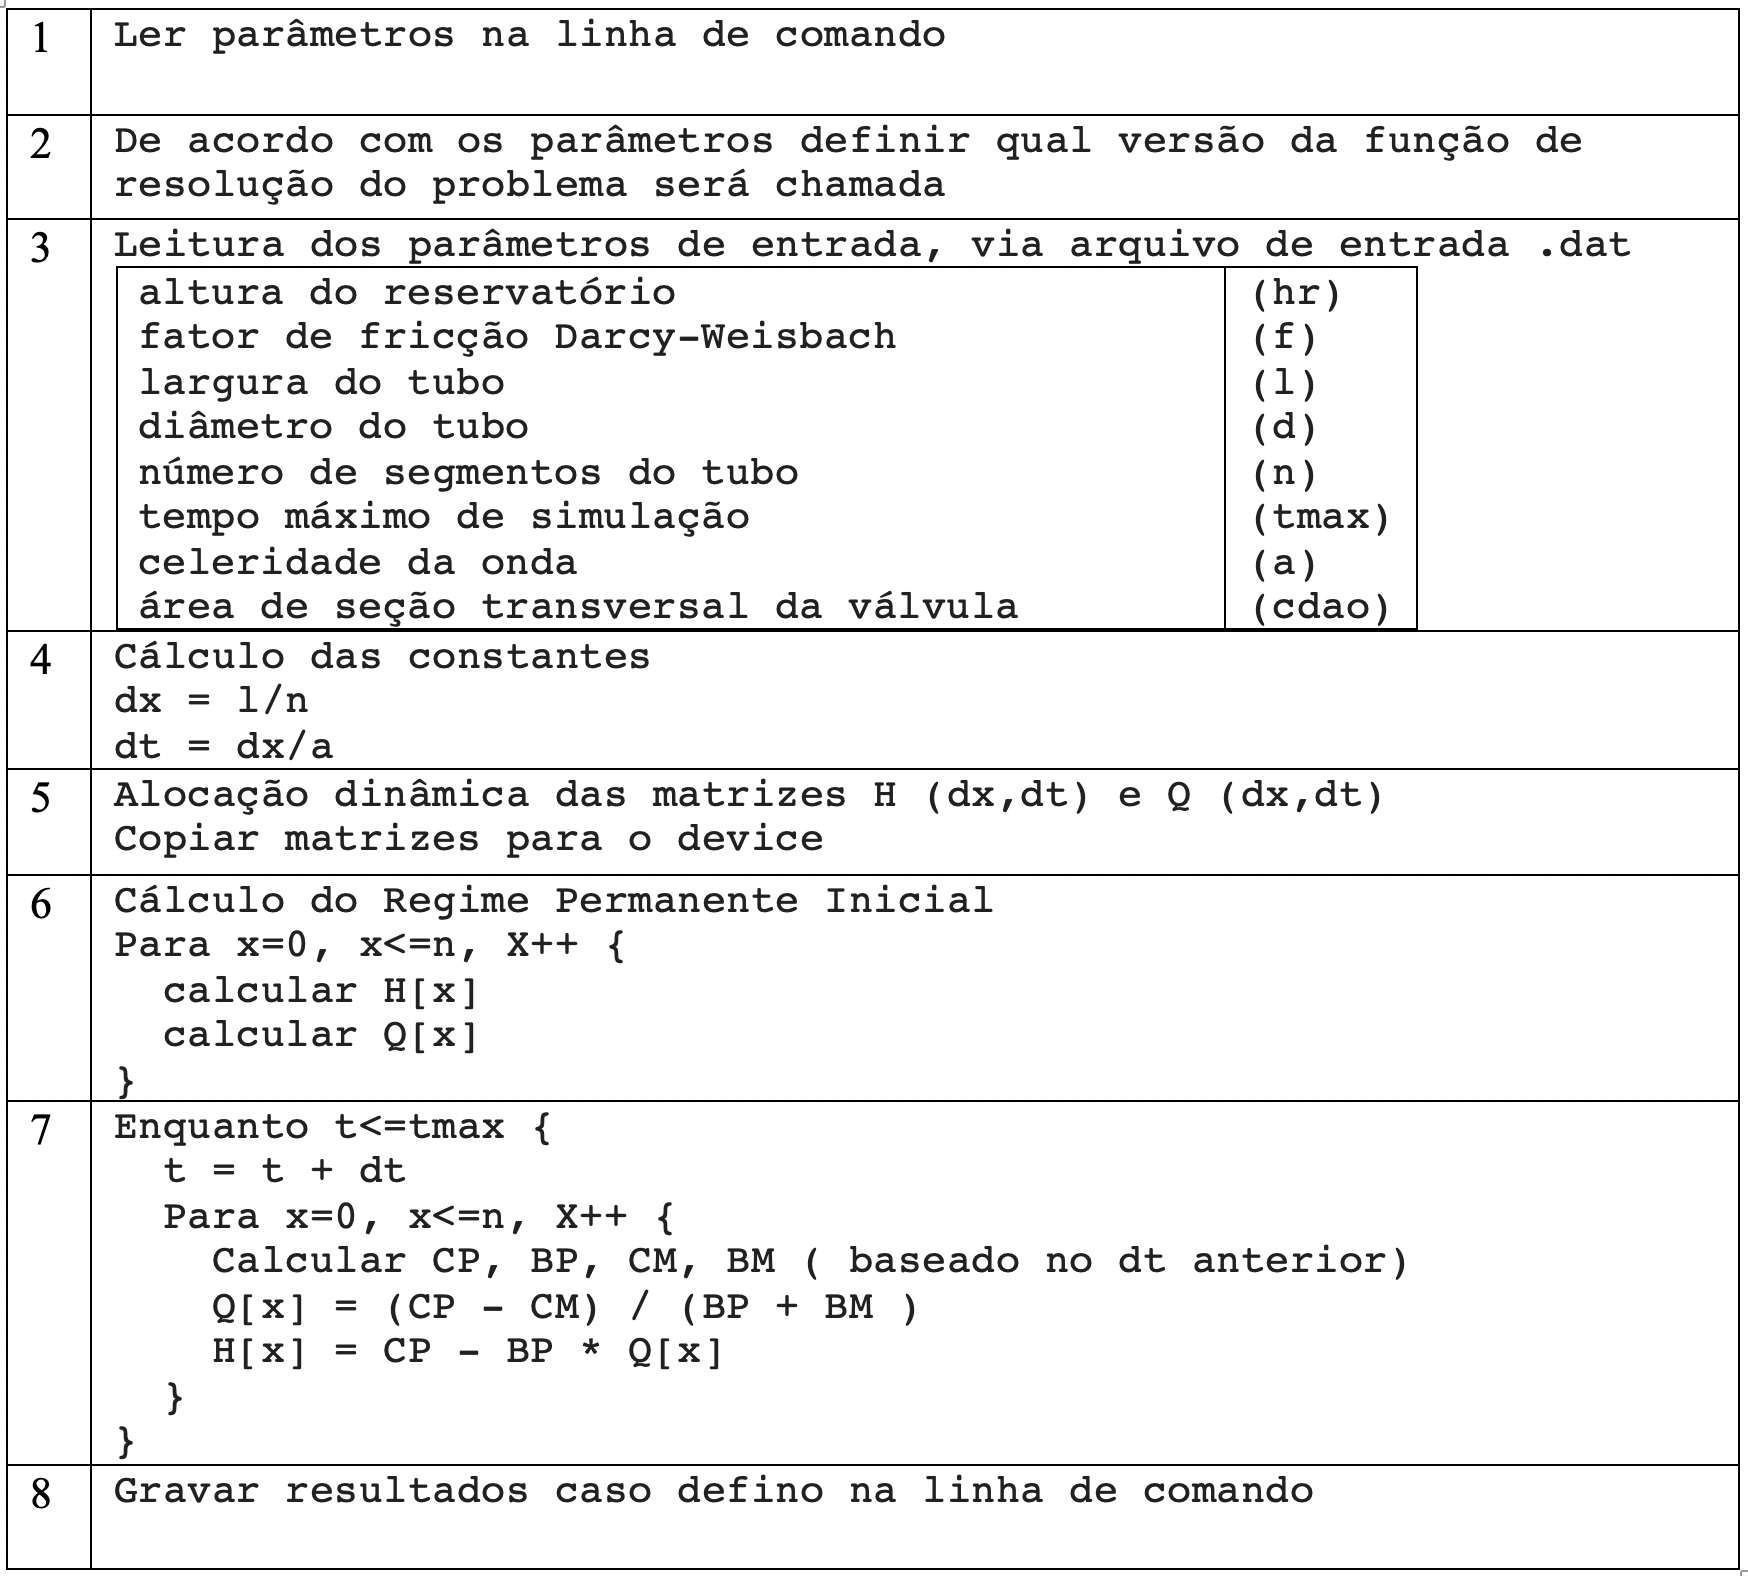 1 Ler parâmetros na linha de comando
2 De acordo com os parâmetros definir qual versão da função de
resolução do problema será chamada
3 Leitura dos parâmetros de entrada, via arquivo de entrada .dat
altura do reservatório (hr)
fator de fricção Darcy-Weisbach (f)
largura do tubo (l)
diâmetro do tubo (d)
número de segmentos do tubo (n)
tempo máximo de simulação (tmax)
celeridade da onda (a)
área de seção transversal da válvula (cdao)
4 Cálculo das constantes
dx = l/n
dt = dx/a
5 Alocação dinâmica das matrizes H (dx,dt) e Q (dx,dt)
Copiar matrizes para o device
6 Cálculo do Regime Permanente Inicial
Para x=0, x<=n, X++ {
calcular H[x]
calcular Q[x]
}
7 Enquanto t<=tmax {
t = t + dt
Para x=0, x<=n, X++ {
Calcular CP, BP, CM, BM ( baseado no dt anterior)
Q[x] = (CP - CM) / (BP + BM )
H[x] = CP - BP * Q[x]
}
}
8 Gravar resultados caso defino na linha de comando